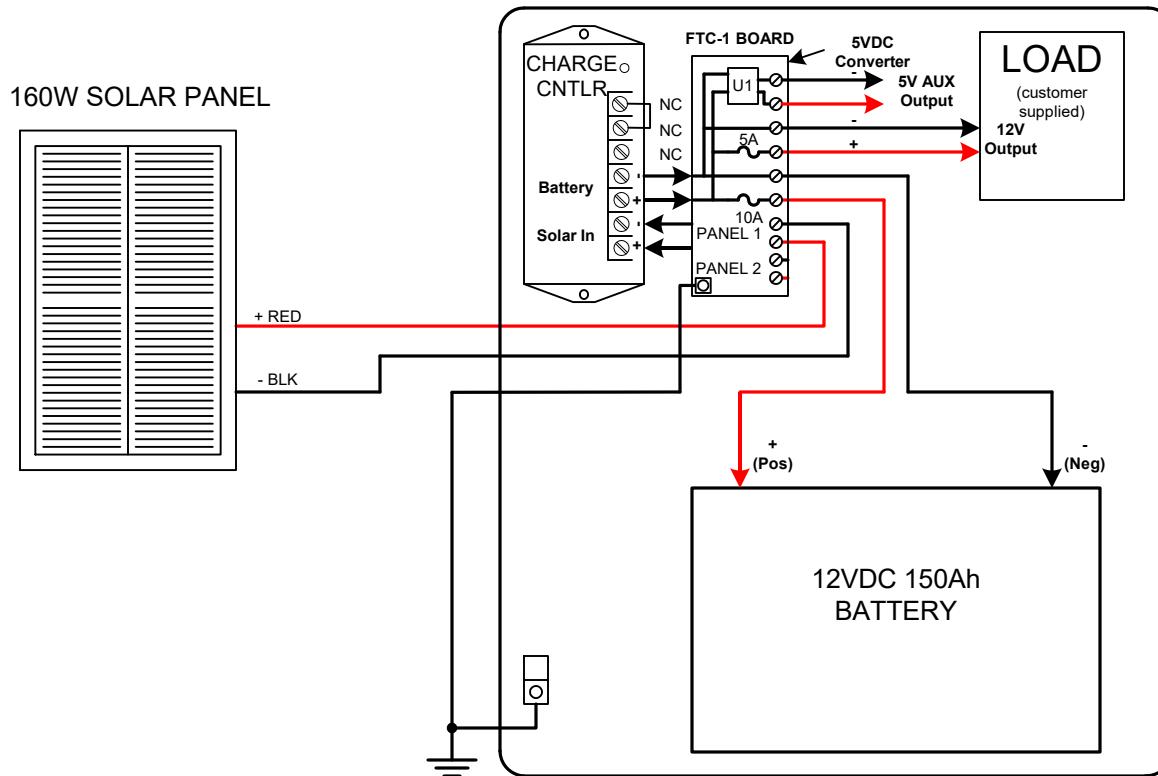 160W SOLAR PANEL
+ RED
- BLK
CHARGE
CNTLR
NC
NC
NC
Battery
-
+
Solar In
-
+
FTC-1 BOARD
U1
5A
10A
PANEL 1
PANEL 2
5VDC
Converter
-
5V AUX
Output
-
+
LOAD
(customer
supplied)
12V
Output
+
(Pos)
-
(Neg)
12VDC 150Ah
BATTERY